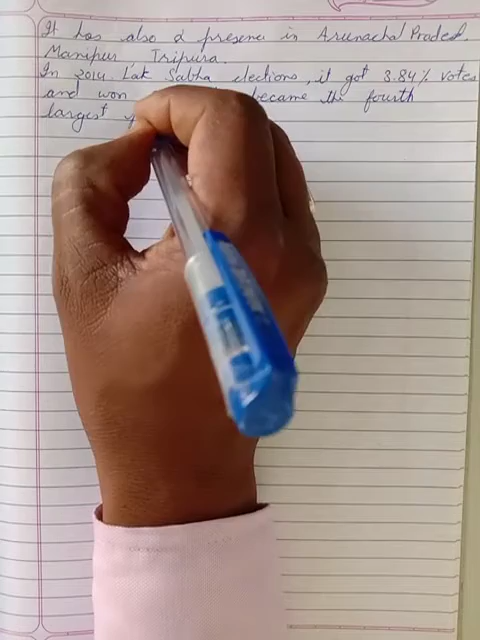 It has also a presence in Arunachal Pradesh,
Manipur Tripura.
In 2014 Lok Sabha elections, it got 3.84% votes
and won became the fourth
largest